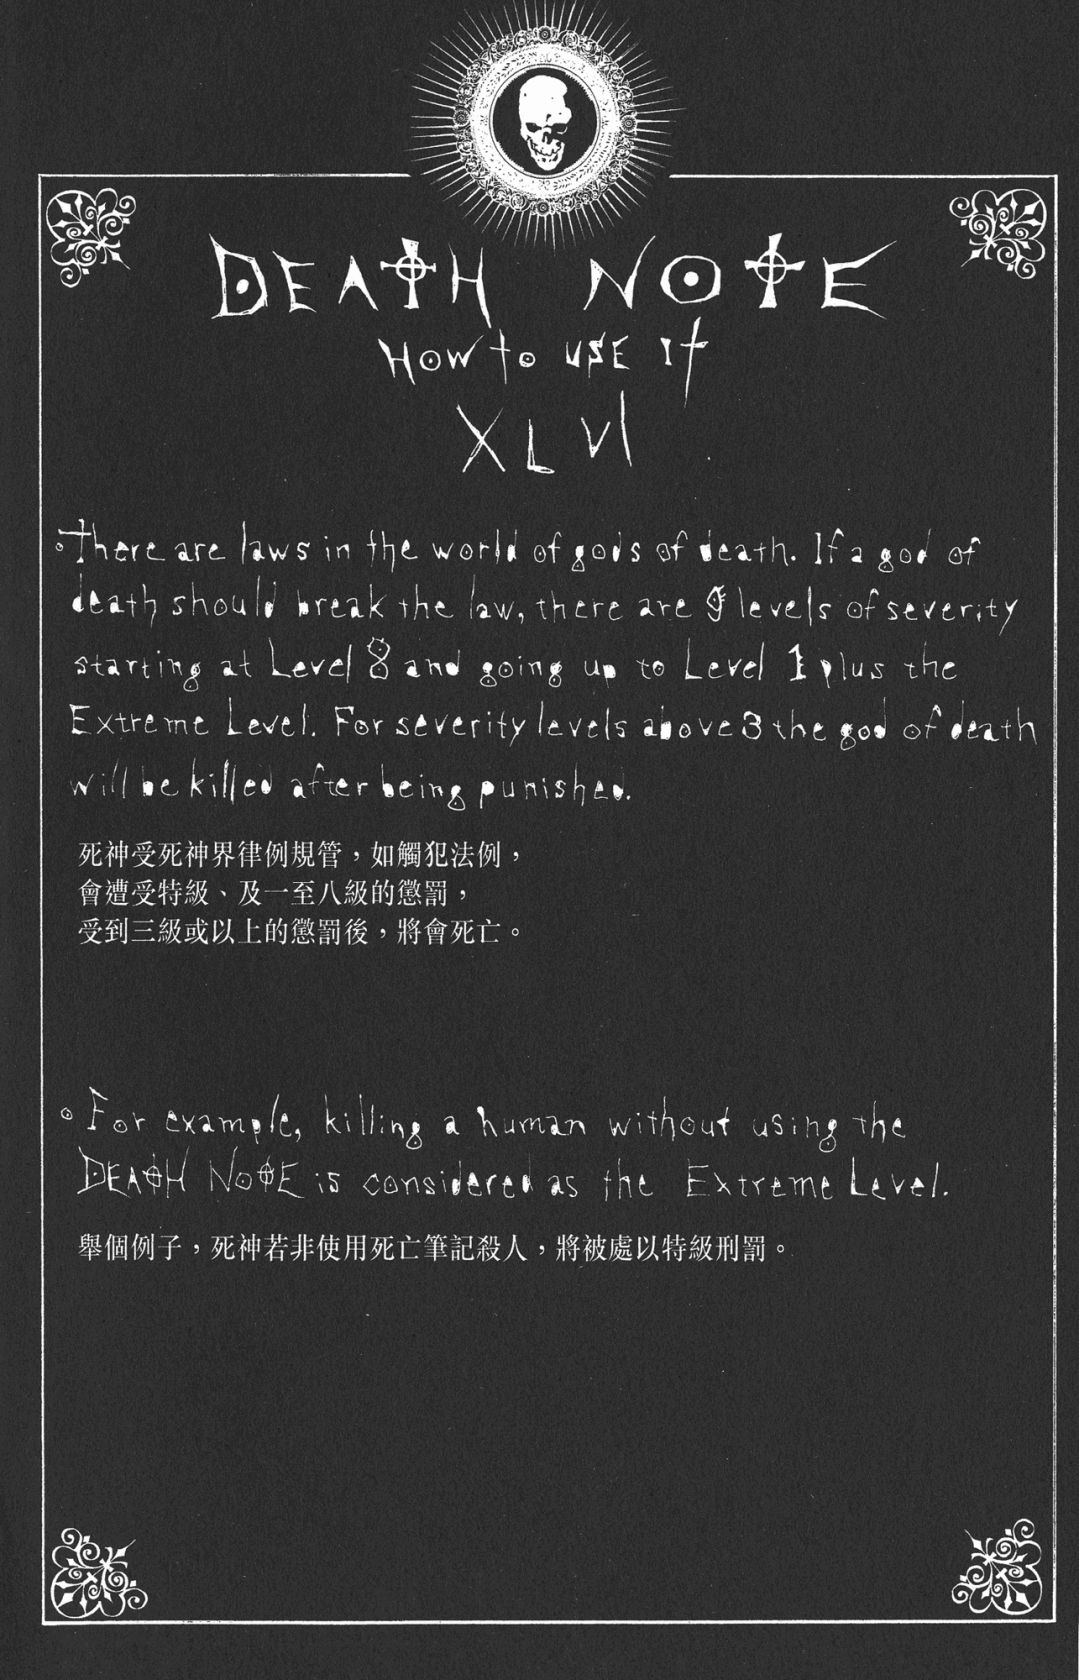 DEATH NOTE
HOW to USE It
XLVI
There are laws in the world of gods of death. If a god of
death should break the law, there are 9 levels of severity
starting at Level 8 and going up to Level 1 plus the
Extreme Level. For severity levels above 3 the god of death
will be killed after being punished.
死神受死神界律例規管，如觸犯法例，
會遭受特級、及一至八級的懲罰，
受到三級或以上的懲罰後，將會死亡。
For example, killing a human without using the
DEATH NOTE is considered as the Extreme Level.
舉個例子，死神若非使用死亡筆記殺人，將被處以特級刑罰。